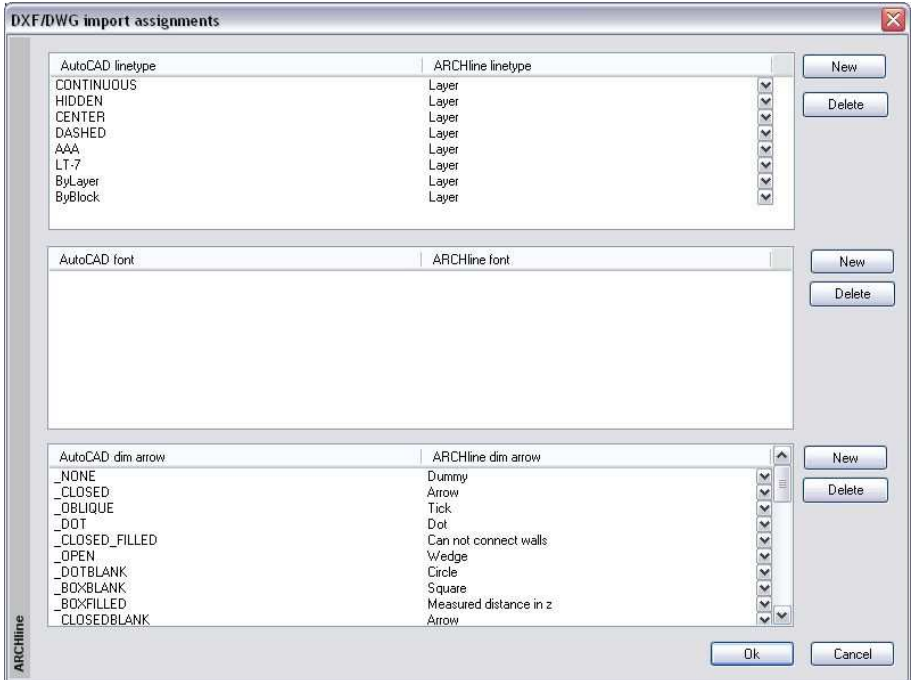 DXF/DWG import assignments
AutoCAD linetype ARCHline linetype
New
CONTINUOUS Layer
HIDDEN Layer
Delete
CENTER Layer
DASHED Layer
AAA Layer
LT-7 Layer
ByLayer Layer
ByBlock Layer
AutoCAD font ARCHline font
New
Delete
AutoCAD dim arrow ARCHline dim arrow
New
_NONE Dummy
_CLOSED Arrow
Delete
_OBLIQUE Tick
_DOT Dot
_CLOSED_FILLED Can not connect walls
_OPEN Wedge
_DOTBLANK Circle
_BOXBLANK Square
_BOXFILLED Measured distance in z
_CLOSEDBLANK Arrow
ARCHline
Ok Cancel